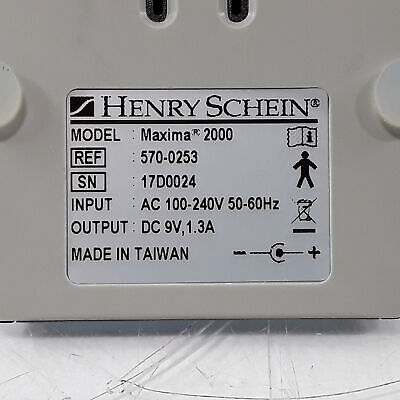 HENRY SCHEIN®
MODEL : Maxima® 2000
REF : 570-0253
SN : 17D0024
INPUT : AC 100-240V 50-60Hz
OUTPUT : DC 9V,1.3A
MADE IN TAIWAN